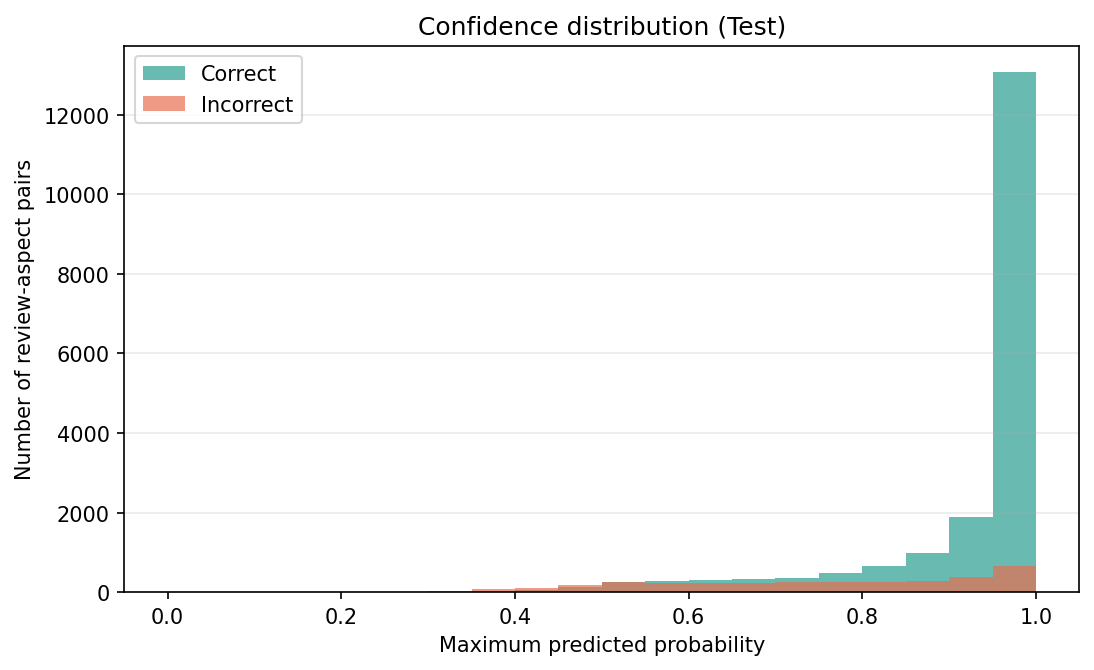 Confidence distribution (Test)
Correct
Incorrect
12000
10000
8000
6000
4000
2000
0
Number of review-aspect pairs
0.0 0.2 0.4 0.6 0.8 1.0
Maximum predicted probability